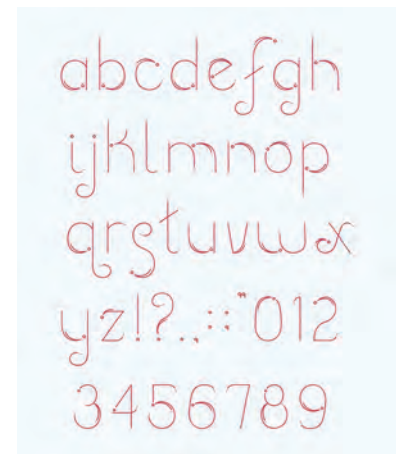 abcdefgh
ijklmnop
qrstuvwx
yz!?.,:;"012
3456789